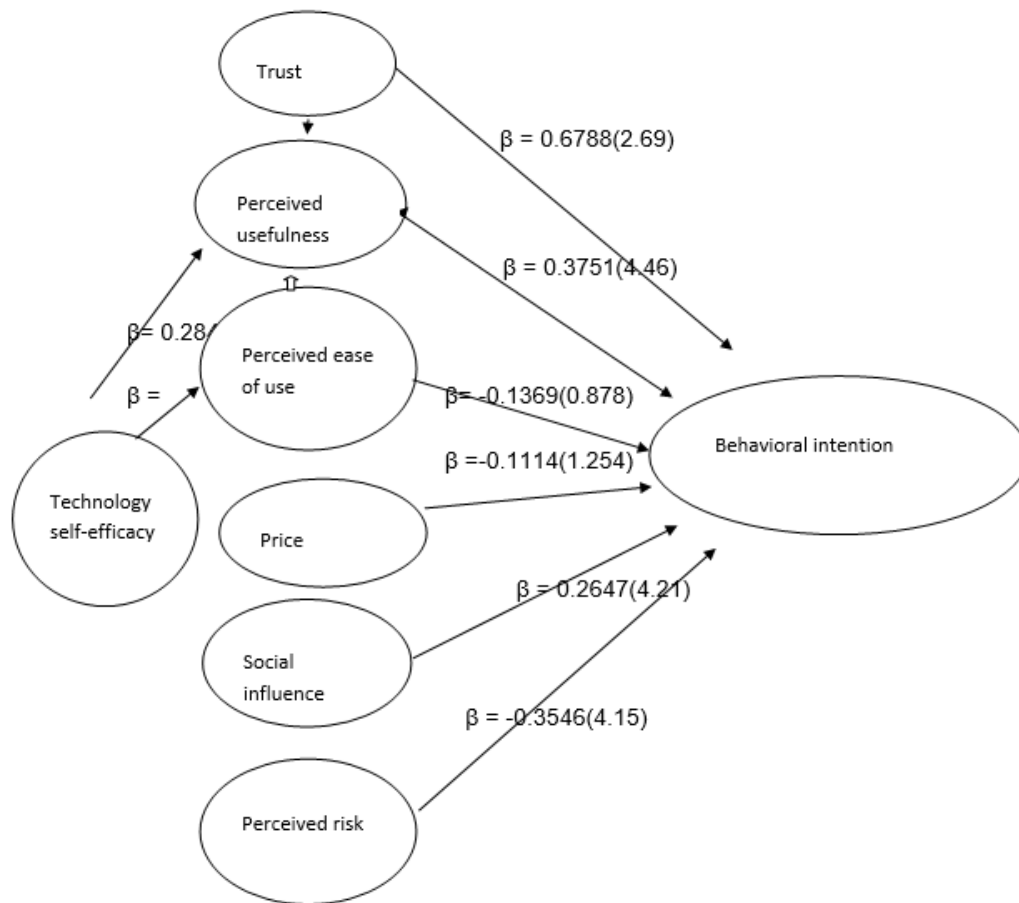 Trust
β = 0.6788(2.69)
Perceived
usefulness
β = 0.3751(4.46)
β= 0.28
Perceived ease
of use
β =
β= -0.1369(0.878)
Behavioral intention
β =-0.1114(1.254)
Technology
self-efficacy
Price
β = 0.2647(4.21)
Social
influence
β = -0.3546(4.15)
Perceived risk